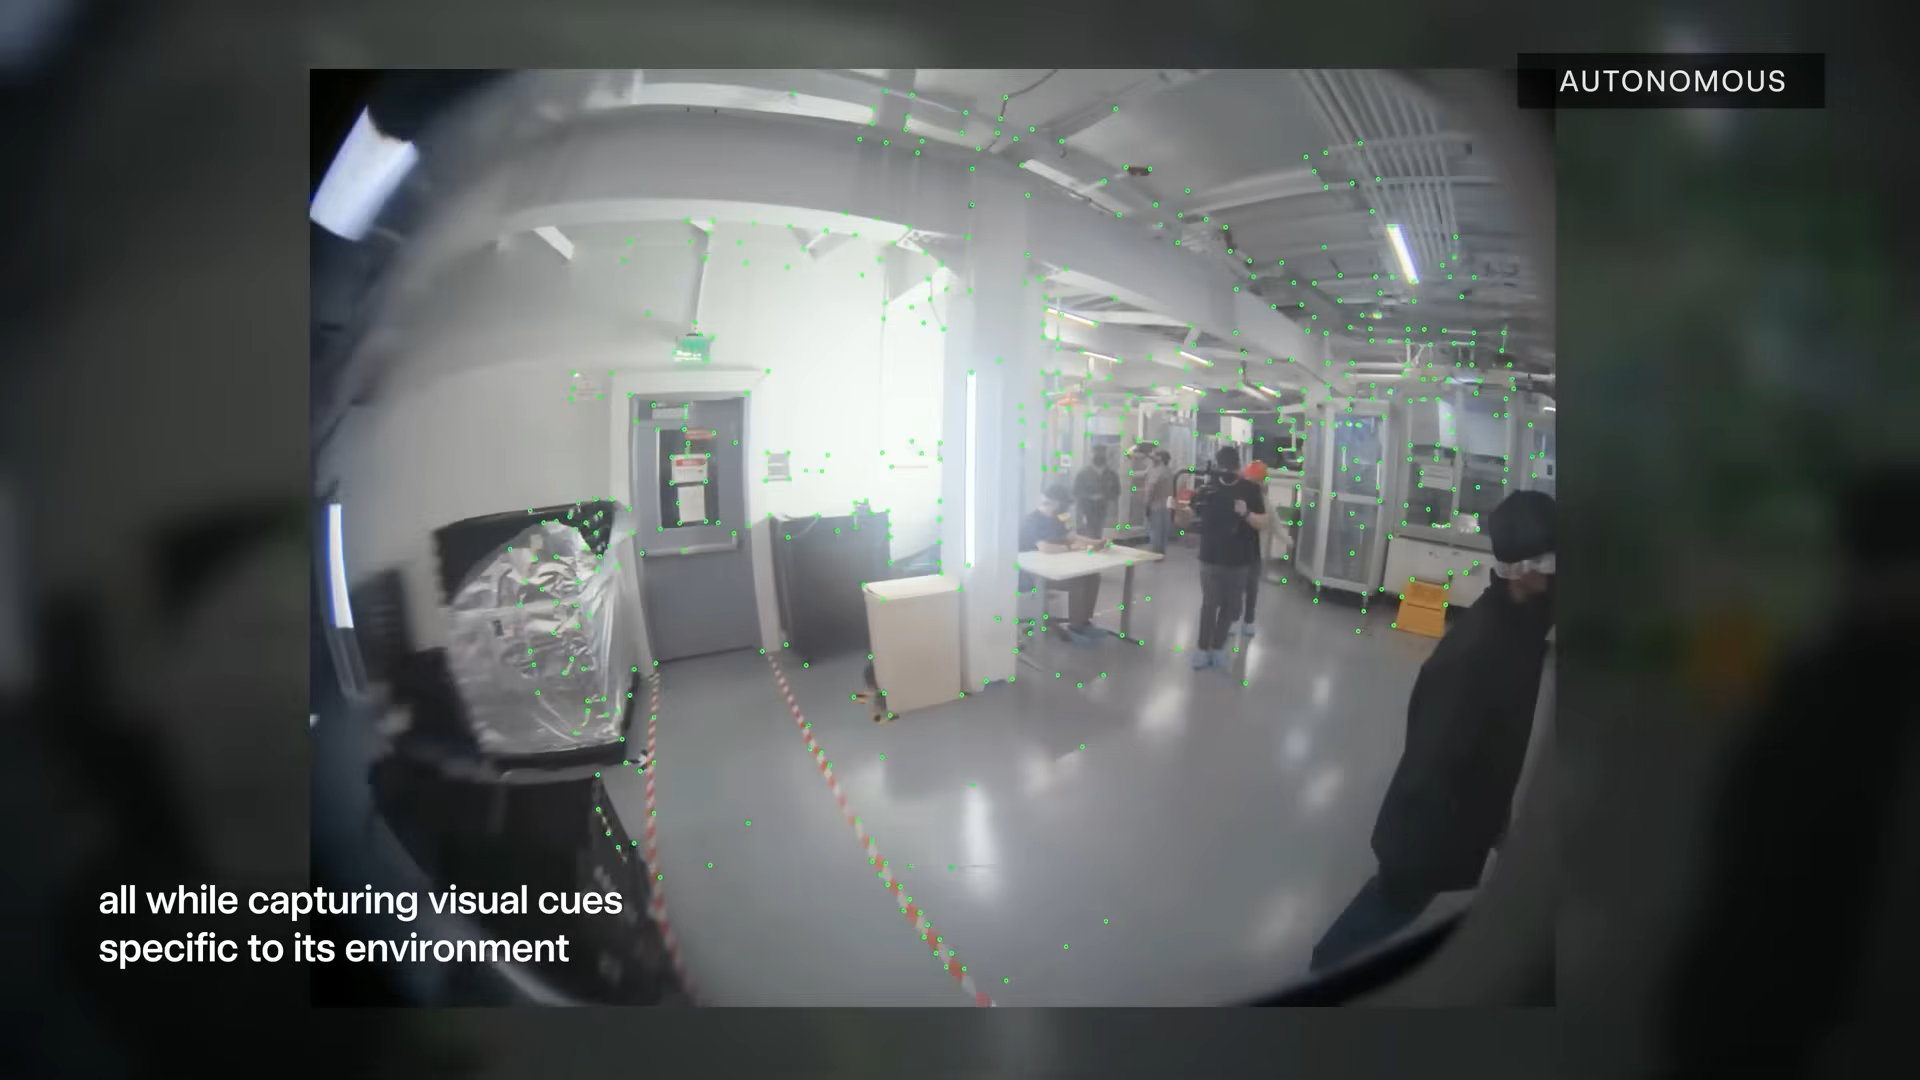 AUTONOMOUS
all while capturing visual cues
specific to its environment